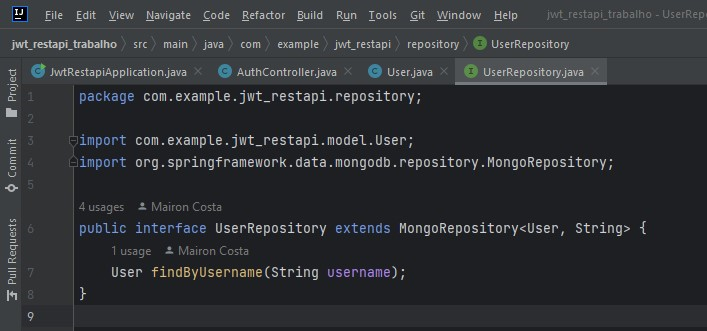 IJ File Edit View Navigate Code Refactor Build Run Tools Git Window Help jwt_restapi_trabalho - UserRep
jwt_restapi_trabalho src main java com example jwt_restapi repository I UserRepository
C JwtRestapiApplication.java C AuthController.java C User.java I UserRepository.java
Project
Commit
Pull Requests
1 package com.example.jwt_restapi.repository;
2
3 import com.example.jwt_restapi.model.User;
4 import org.springframework.data.mongodb.repository.MongoRepository;
5
4 usages Mairon Costa
6 public interface UserRepository extends MongoRepository<User, String> {
1 usage Mairon Costa
7 User findByUsername(String username);
8 }
9